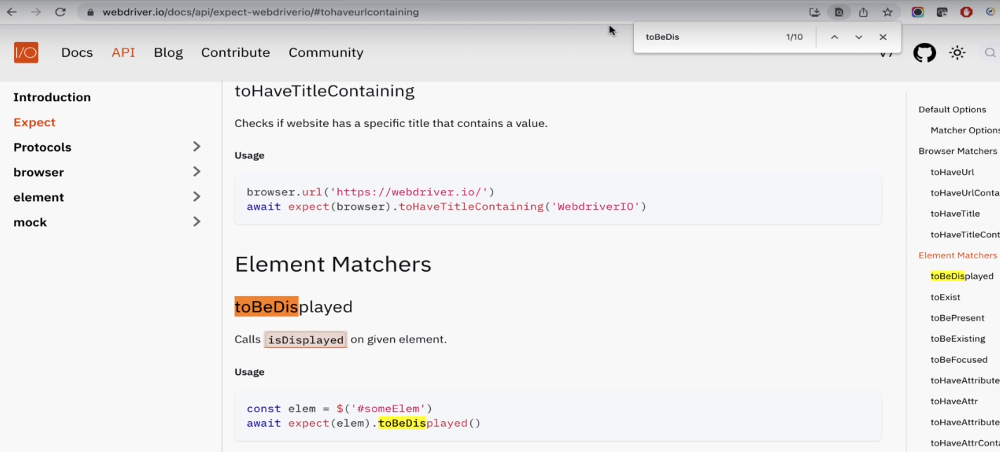 webdriver.io/docs/api/expect-webdriverio/#tohaveurlcontaining
toBeDis 1/10
I/O Docs API Blog Contribute Community
Introduction
Expect
Protocols
browser
element
mock
toHaveTitleContaining
Checks if website has a specific title that contains a value.
Usage
browser.url('https://webdriver.io/')
await expect(browser).toHaveTitleContaining('WebdriverIO')
Element Matchers
toBeDisplayed
Calls isDisplayed on given element.
Usage
const elem = $('#someElem')
await expect(elem).toBeDisplayed()
Default Options
Matcher Options
Browser Matchers
toHaveUrl
toHaveUrlConta
toHaveTitle
toHaveTitleCont
Element Matchers
toBeDisplayed
toExist
toBePresent
toBeExisting
toBeFocused
toHaveAttribute
toHaveAttr
toHaveAttribute
toHaveAttrConta